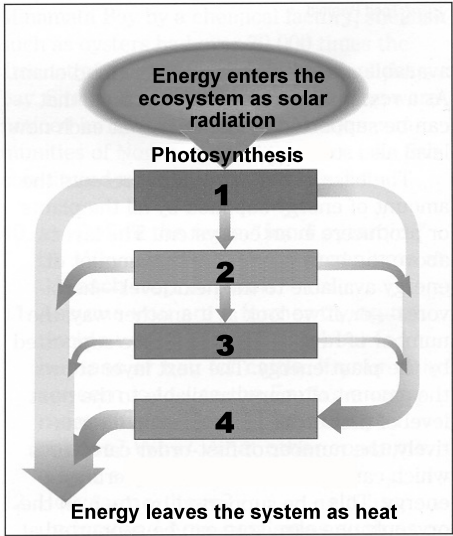 Energy enters the
ecosystem as solar
radiation
Photosynthesis
1
2
3
4
Energy leaves the system as heat